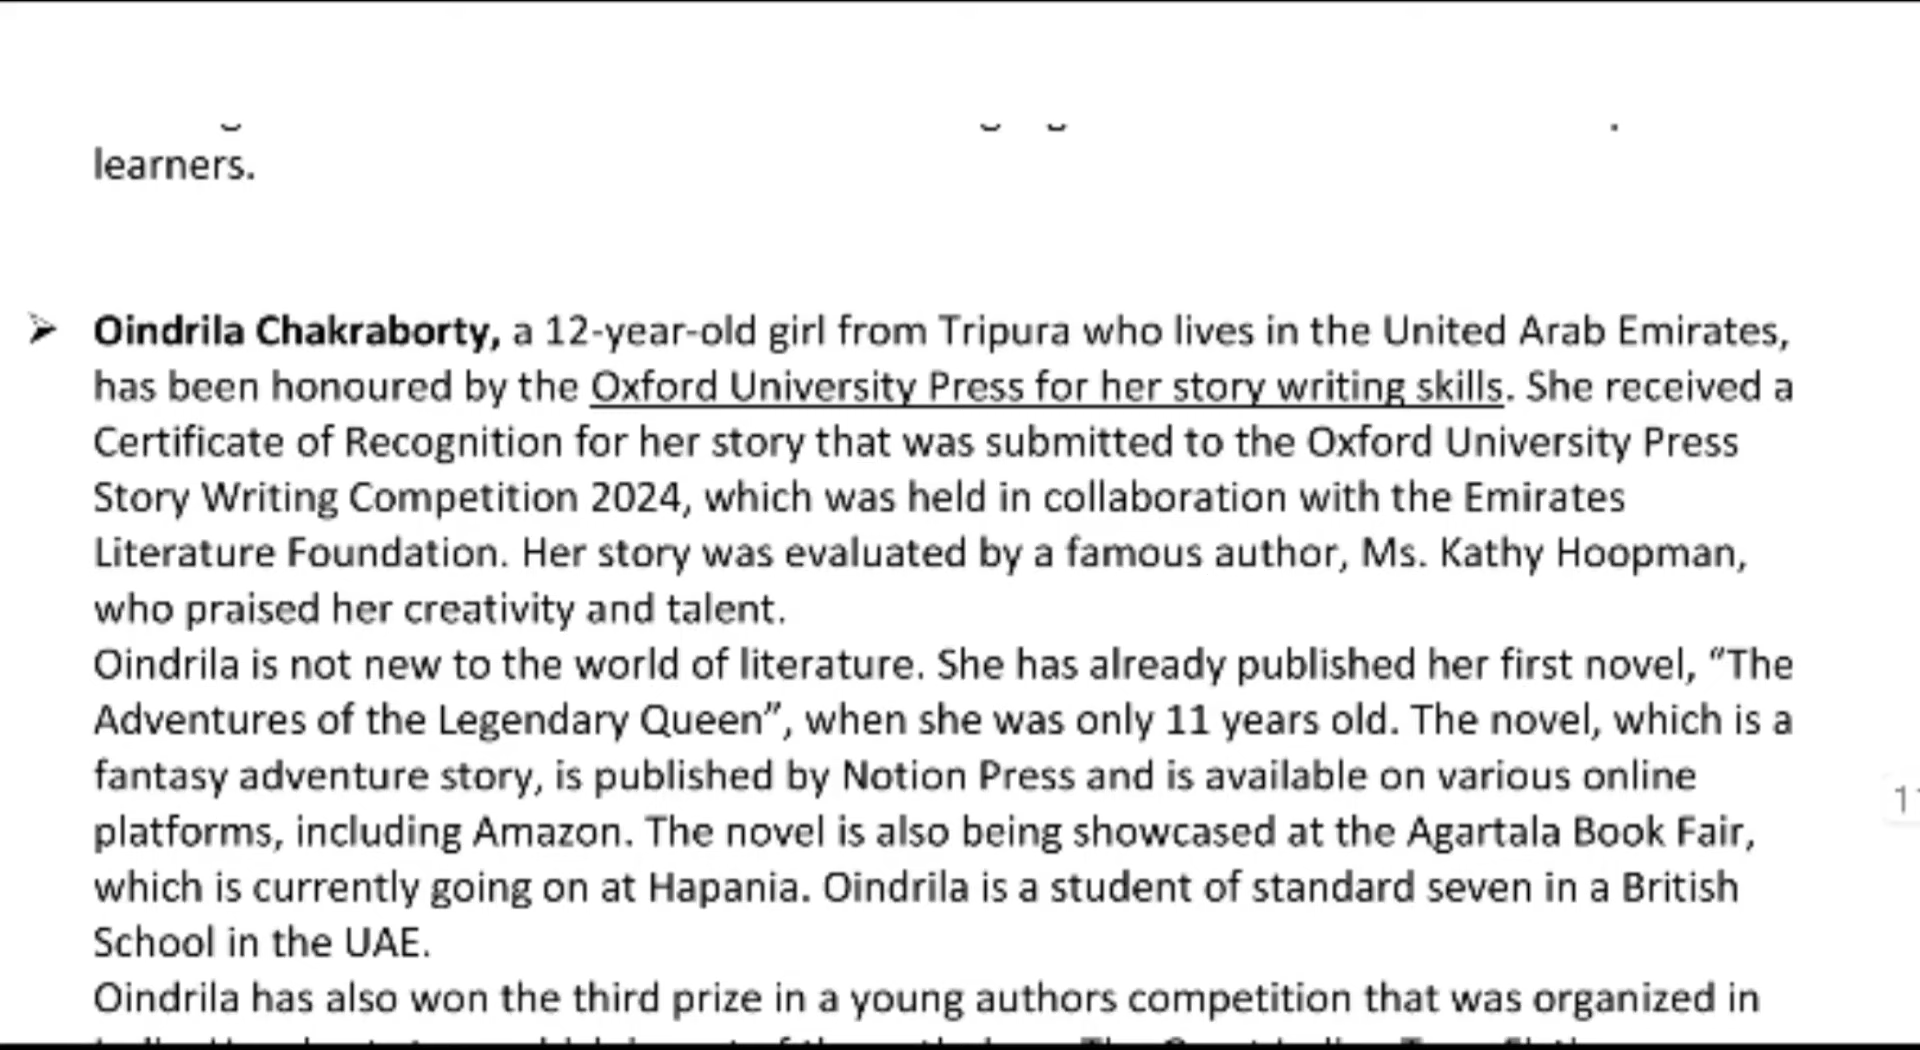 learners.
➢ Oindrila Chakraborty, a 12-year-old girl from Tripura who lives in the United Arab Emirates,
has been honoured by the Oxford University Press for her story writing skills. She received a
Certificate of Recognition for her story that was submitted to the Oxford University Press
Story Writing Competition 2024, which was held in collaboration with the Emirates
Literature Foundation. Her story was evaluated by a famous author, Ms. Kathy Hoopman,
who praised her creativity and talent.
Oindrila is not new to the world of literature. She has already published her first novel, “The
Adventures of the Legendary Queen”, when she was only 11 years old. The novel, which is a
fantasy adventure story, is published by Notion Press and is available on various online
platforms, including Amazon. The novel is also being showcased at the Agartala Book Fair,
which is currently going on at Hapania. Oindrila is a student of standard seven in a British
School in the UAE.
Oindrila has also won the third prize in a young authors competition that was organized in